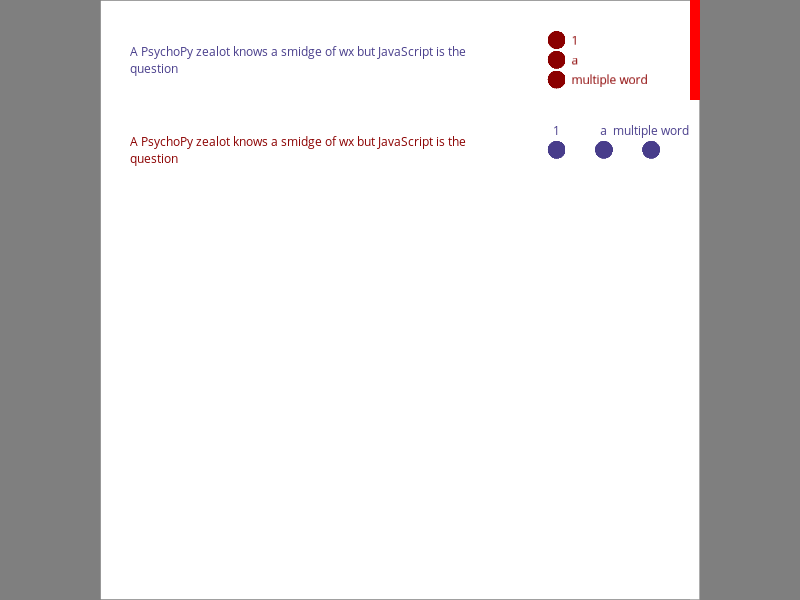 A PsychoPy zealot knows a smidge of wx but JavaScript is the
question
1
a
multiple word
A PsychoPy zealot knows a smidge of wx but JavaScript is the
question
1 a multiple word